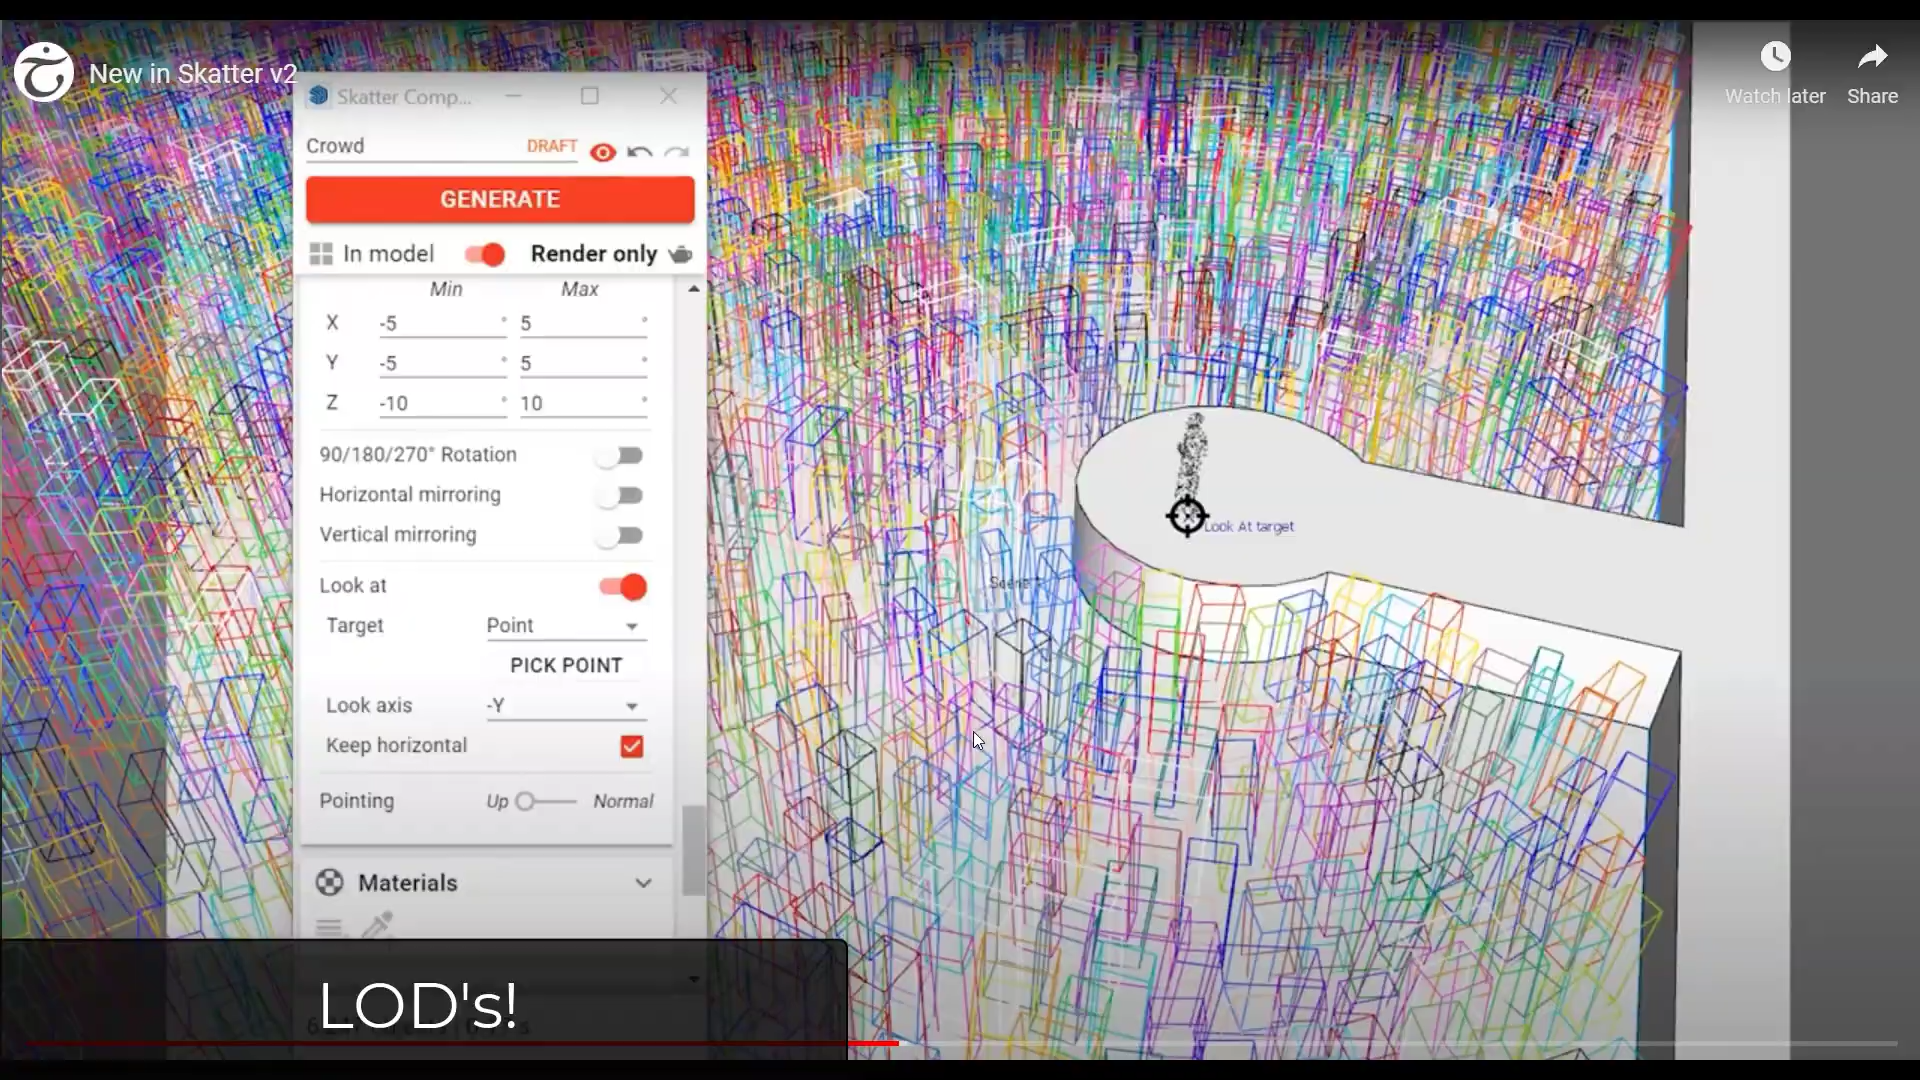 New in Skatter v2
Watch later
Share
Skatter Comp...
Crowd
DRAFT
GENERATE
In model
Render only
Min Max
X -5 ° 5 °
Y -5 ° 5 °
Z -10 ° 10 °
90/180/270° Rotation
Horizontal mirroring
Vertical mirroring
Look at
Target Point
PICK POINT
Look axis -Y
Keep horizontal
Pointing Up Normal
Materials
Look At target
LOD's!